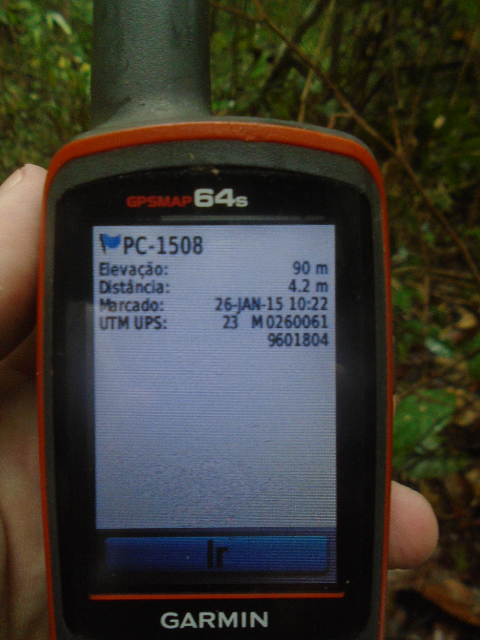 GPSMAP 64s
PC-1508
Elevação: 90 m
Distância: 4.2 m
Marcado: 26-JAN-15 10:22
UTM UPS: 23 M 0260061
9601804
Ir
GARMIN